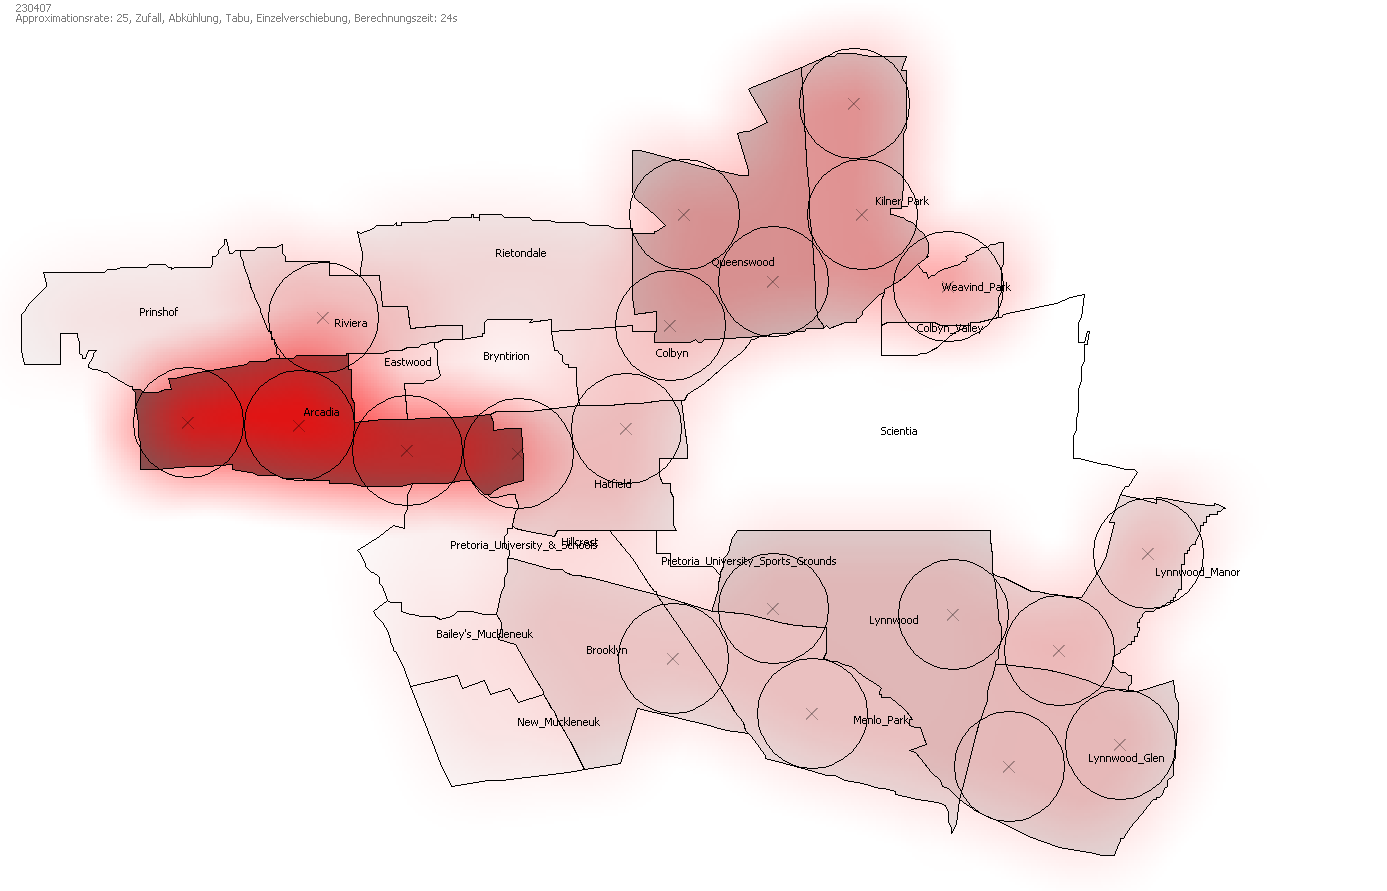 230407
Approximationsrate: 25, Zufall, Abkühlung, Tabu, Einzelverschiebung, Berechnungszeit: 24s
Kilner_Park
Rietondale
Queenswood
Weavind_Park
Prinshof
Riviera
Colbyn_Valley
Colbyn
Bryntirion
Eastwood
Arcadia
Scientia
Hatfield
Hillcrest
Pretoria_University_&_Schools
Pretoria_University_Sports_Grounds
Lynnwood_Manor
Lynnwood
Bailey's_Muckleneuk
Brooklyn
New_Muckleneuk
Menlo_Park
Lynnwood_Glen